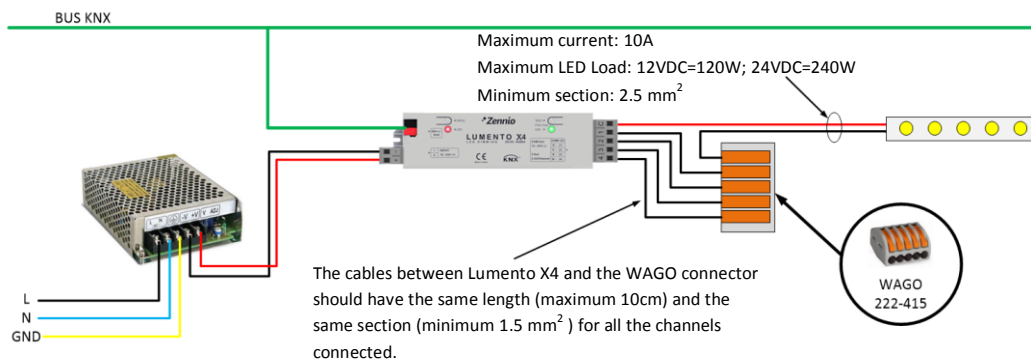 BUS KNX
Maximum current: 10A
Maximum LED Load: 12VDC=120W; 24VDC=240W
Minimum section: 2.5 mm²
Zennio
LUMENTO X4
CE
KNX
L
N
-V +V
V ADJ
L
N
GND
The cables between Lumento X4 and the WAGO connector
should have the same length (maximum 10cm) and the
same section (minimum 1.5 mm² ) for all the channels
connected.
WAGO
222-415